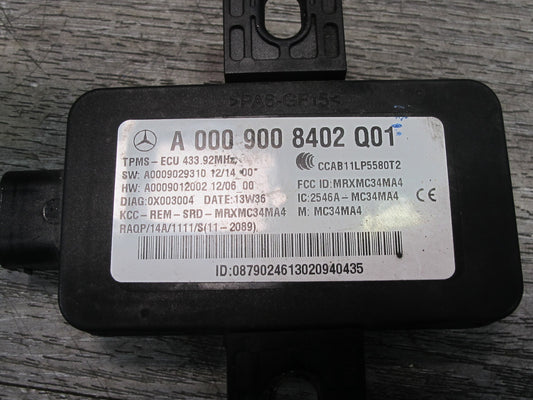 >PA6-GF15<
A 000 900 8402 Q01
TPMS-ECU 433.92MHz
SW: A0009029310 12/14 00
HW: A0009012002 12/06 00
DIAG:0X003004 DATE:13W36
KCC-REM-SRD-MRXMC34MA4
RAQP/14A/1111/S(11-2089)
CCAB11LP5580T2
FCC ID: MRXMC34MA4
IC:2546A-MC34MA4
M: MC34MA4
CE
ID:0879024613020940435